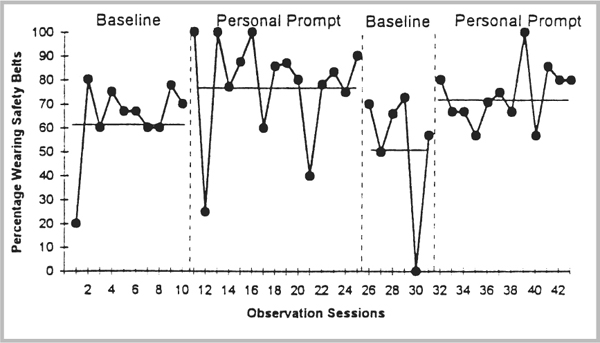 Baseline Personal Prompt Baseline Personal Prompt
Percentage Wearing Safety Belts
100
90
80
70
60
50
40
30
20
10
0
2 4 6 8 10 12 14 16 18 20 22 24 26 28 30 32 34 36 38 40 42
Observation Sessions